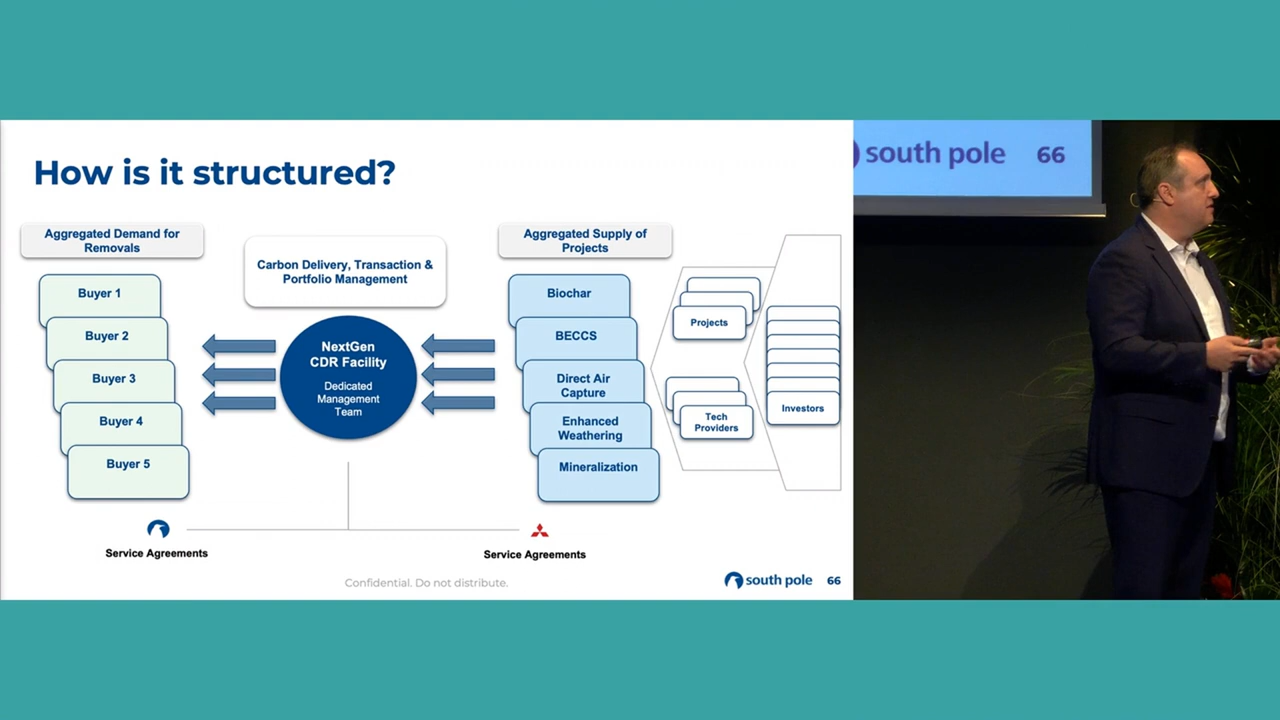 How is it structured?
Aggregated Demand for
Removals
Buyer 1
Buyer 2
Buyer 3
Buyer 4
Buyer 5
Carbon Delivery, Transaction &
Portfolio Management
NextGen
CDR Facility
Dedicated
Management
Team
Aggregated Supply of
Projects
Biochar
BECCS
Direct Air
Capture
Enhanced
Weathering
Mineralization
Projects
Tech
Providers
Investors
Service Agreements
Service Agreements
Confidential. Do not distribute.
south pole 66
south pole 66